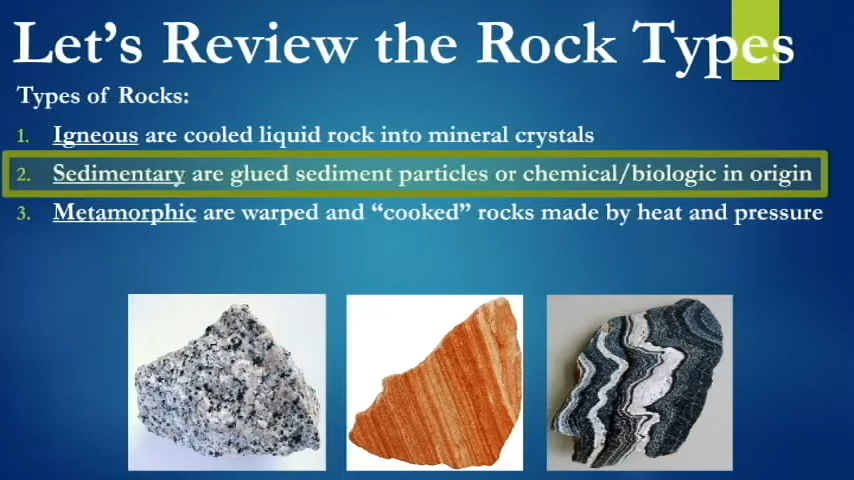 Let's Review the Rock Types
Types of Rocks:
1. Igneous are cooled liquid rock into mineral crystals
2. Sedimentary are glued sediment particles or chemical/biologic in origin
3. Metamorphic are warped and “cooked” rocks made by heat and pressure